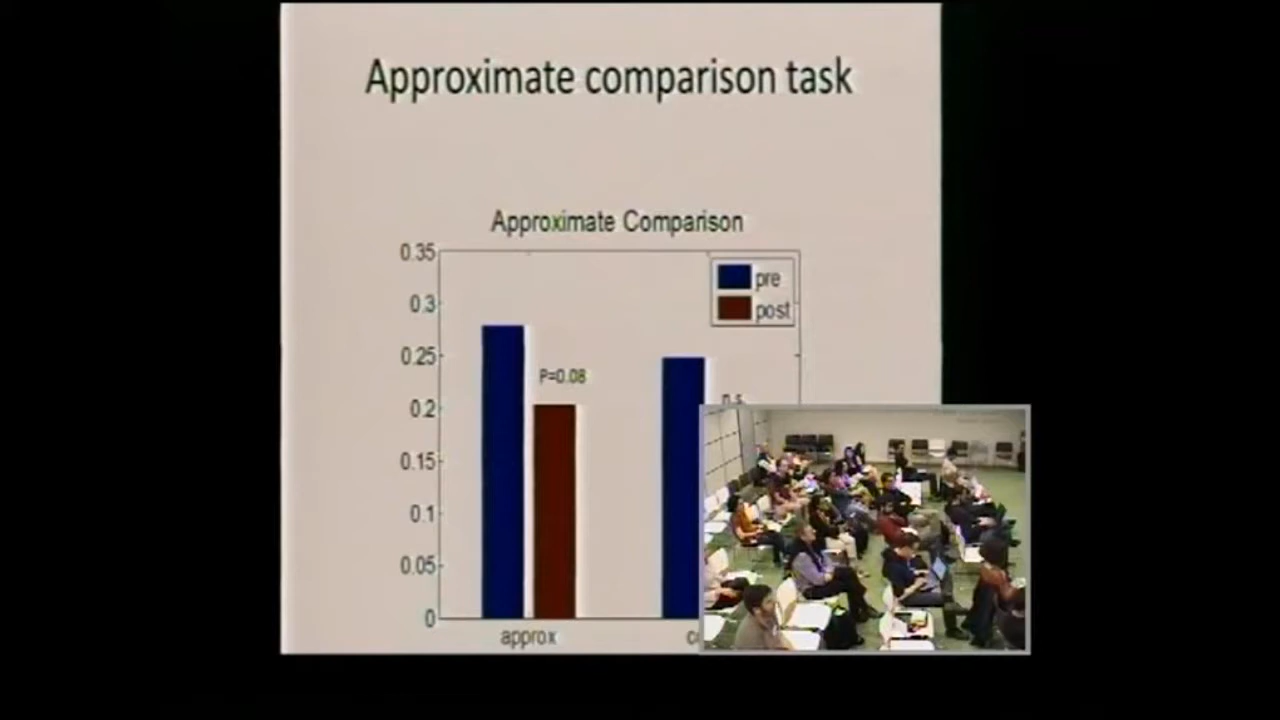 Approximate comparison task
Approximate Comparison
0.35
0.3
0.25
0.2
0.15
0.1
0.05
0
pre
post
P=0.08
n.s.
approx